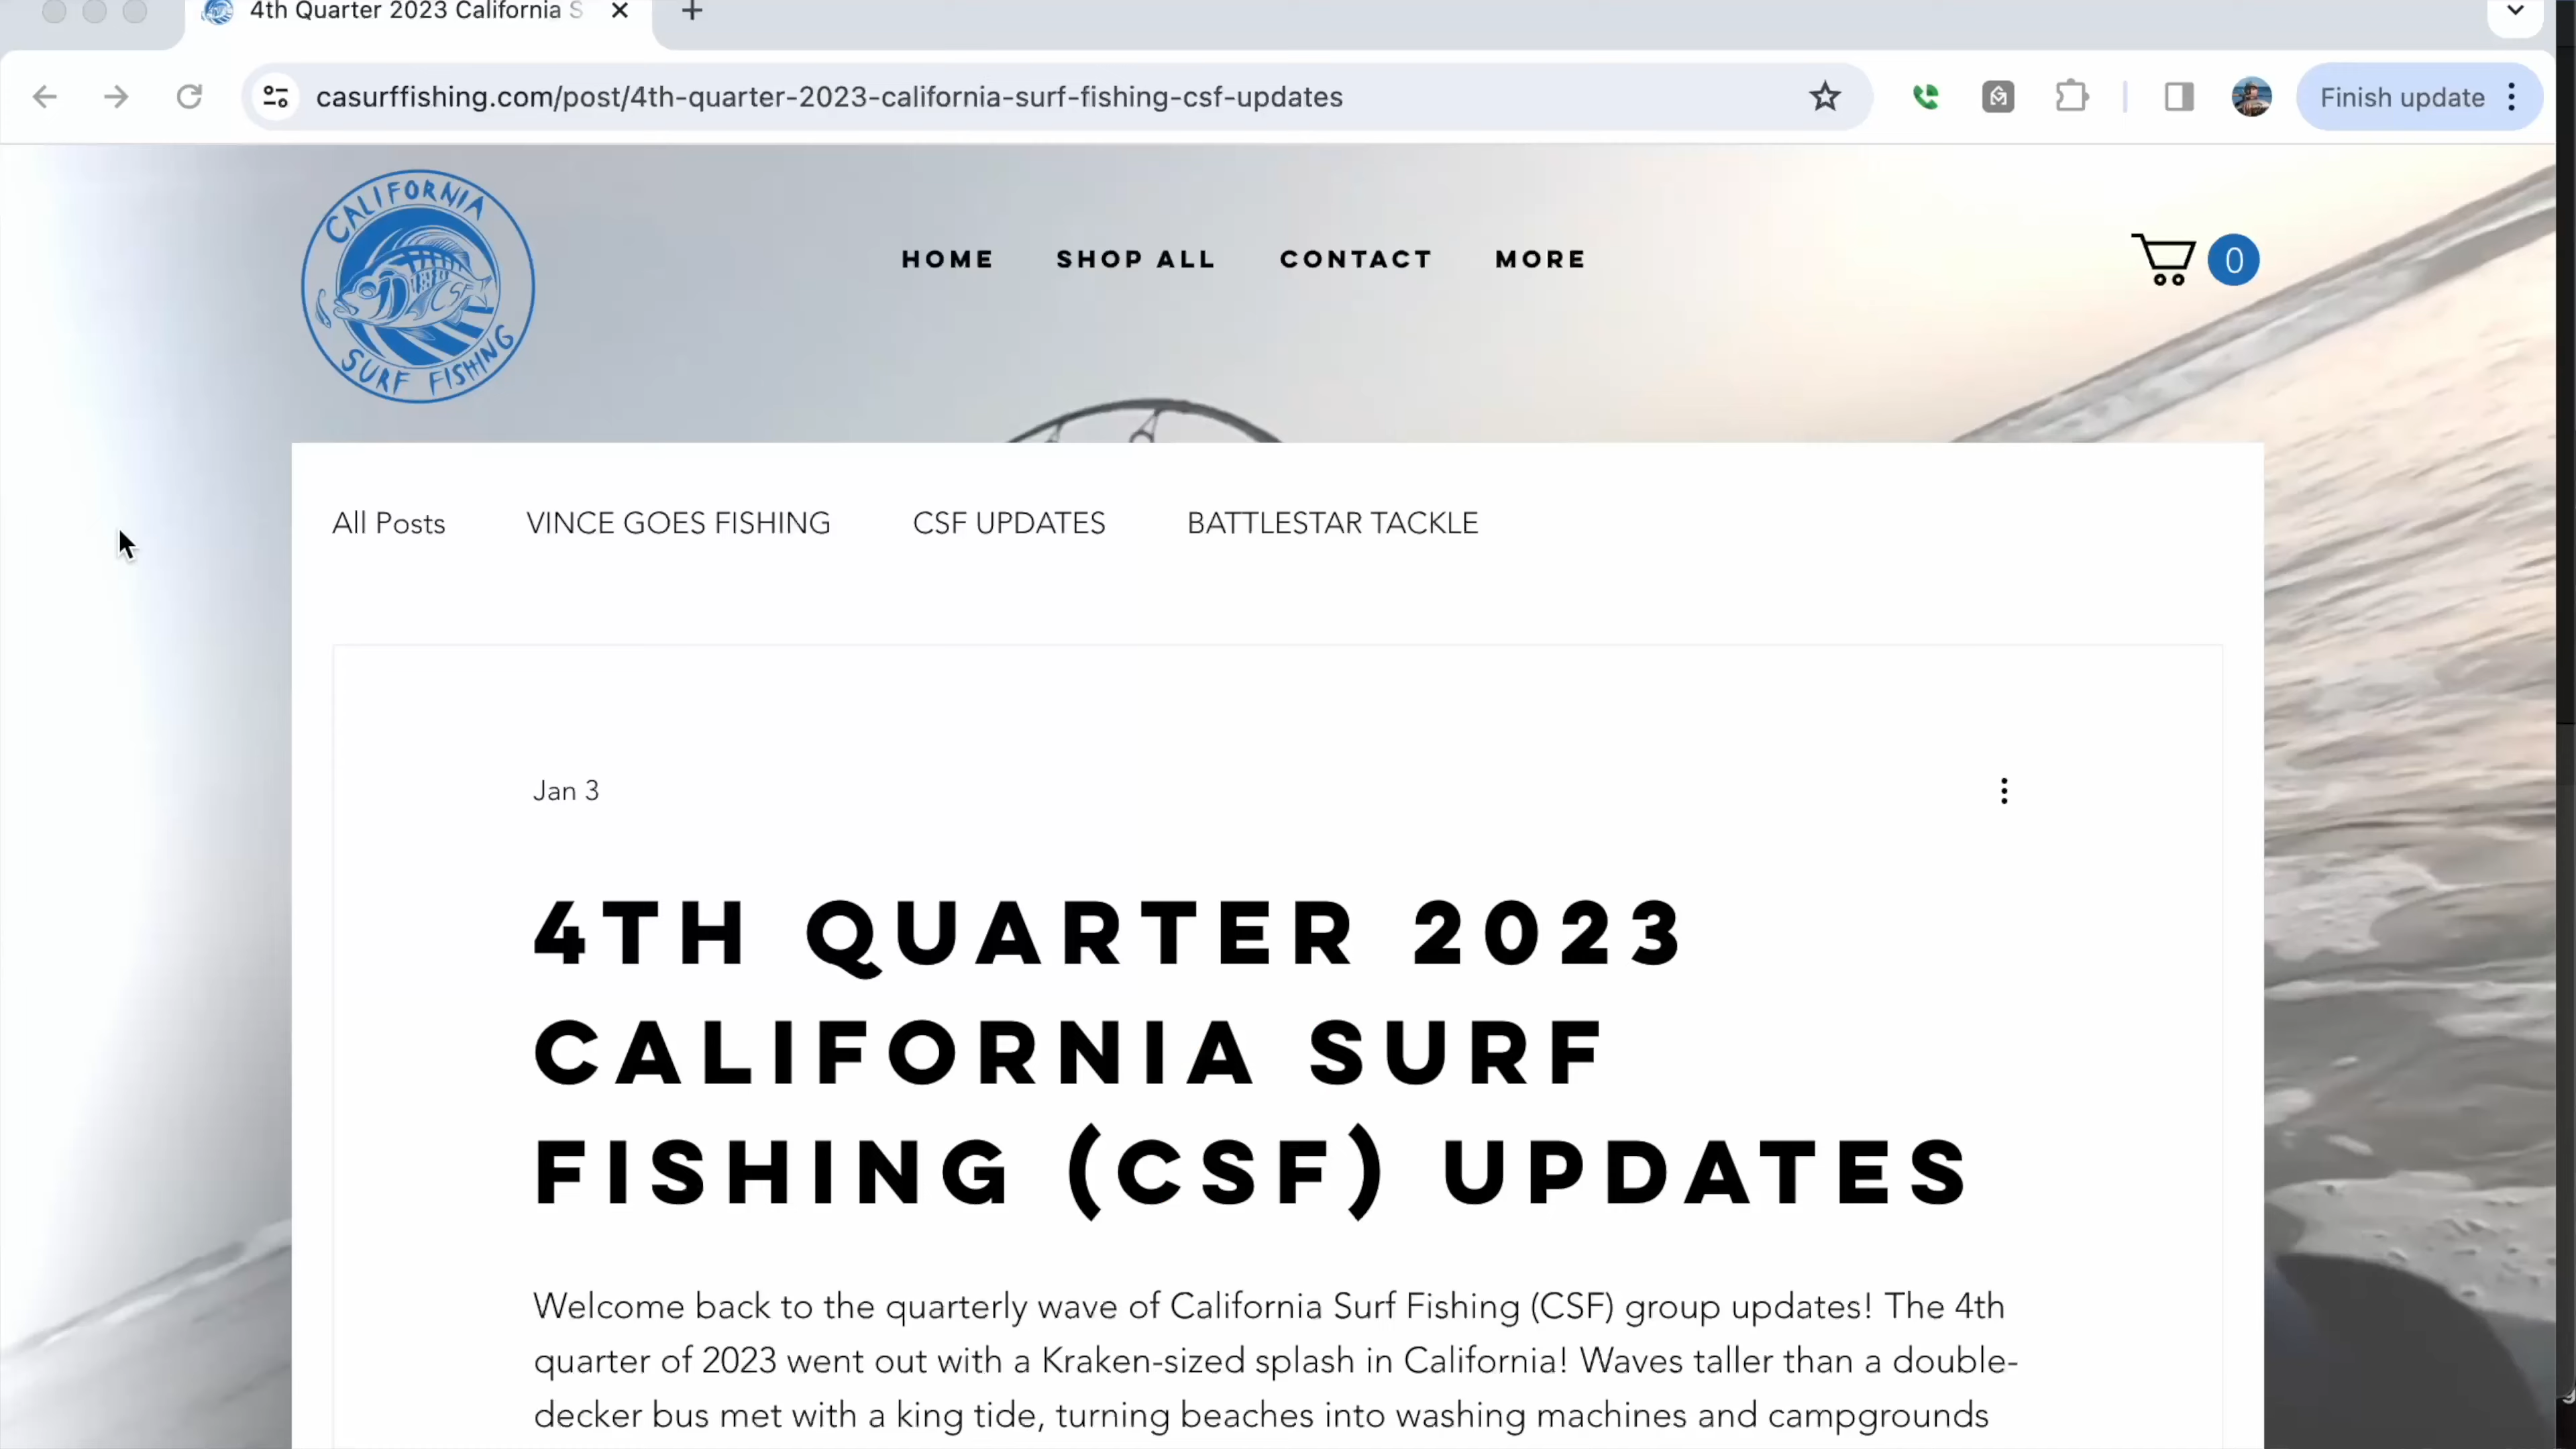 4th Quarter 2023 California S
casurffishing.com/post/4th-quarter-2023-california-surf-fishing-csf-updates
Finish update
CALIFORNIA
CSF
SURF FISHING
HOME SHOP ALL CONTACT MORE
0
All Posts VINCE GOES FISHING CSF UPDATES BATTLESTAR TACKLE
Jan 3
4TH QUARTER 2023
CALIFORNIA SURF
FISHING (CSF) UPDATES
Welcome back to the quarterly wave of California Surf Fishing (CSF) group updates! The 4th
quarter of 2023 went out with a Kraken-sized splash in California! Waves taller than a double-
decker bus met with a king tide, turning beaches into washing machines and campgrounds